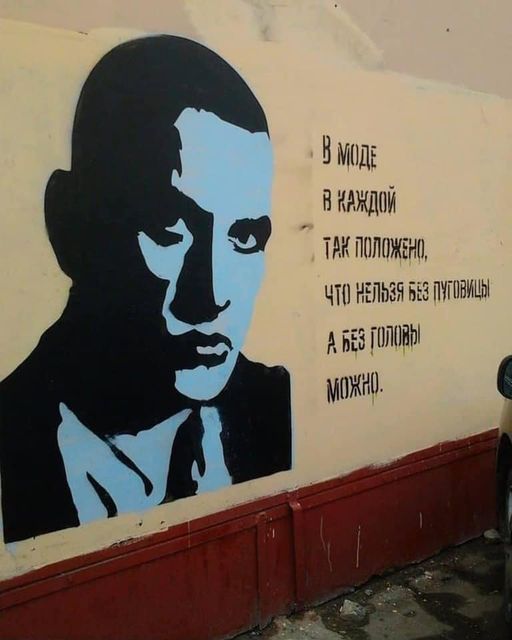 В МОДЕ
В КАЖДОЙ
ТАК ПОЛОЖЕНО,
ЧТО НЕЛЬЗЯ БЕЗ ПУГОВИЦЫ
А БЕЗ ГОЛОВЫ
МОЖНО.